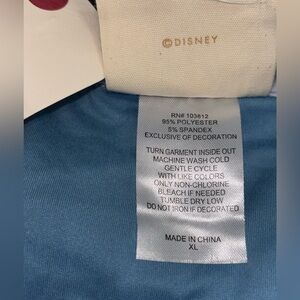 ©DISNEY
RN# 103612
95% POLYESTER
5% SPANDEX
EXCLUSIVE OF DECORATION
TURN GARMENT INSIDE OUT
MACHINE WASH COLD
GENTLE CYCLE
WITH LIKE COLORS
ONLY NON-CHLORINE
BLEACH IF NEEDED
TUMBLE DRY LOW
DO NOT IRON IF DECORATED
MADE IN CHINA
XL